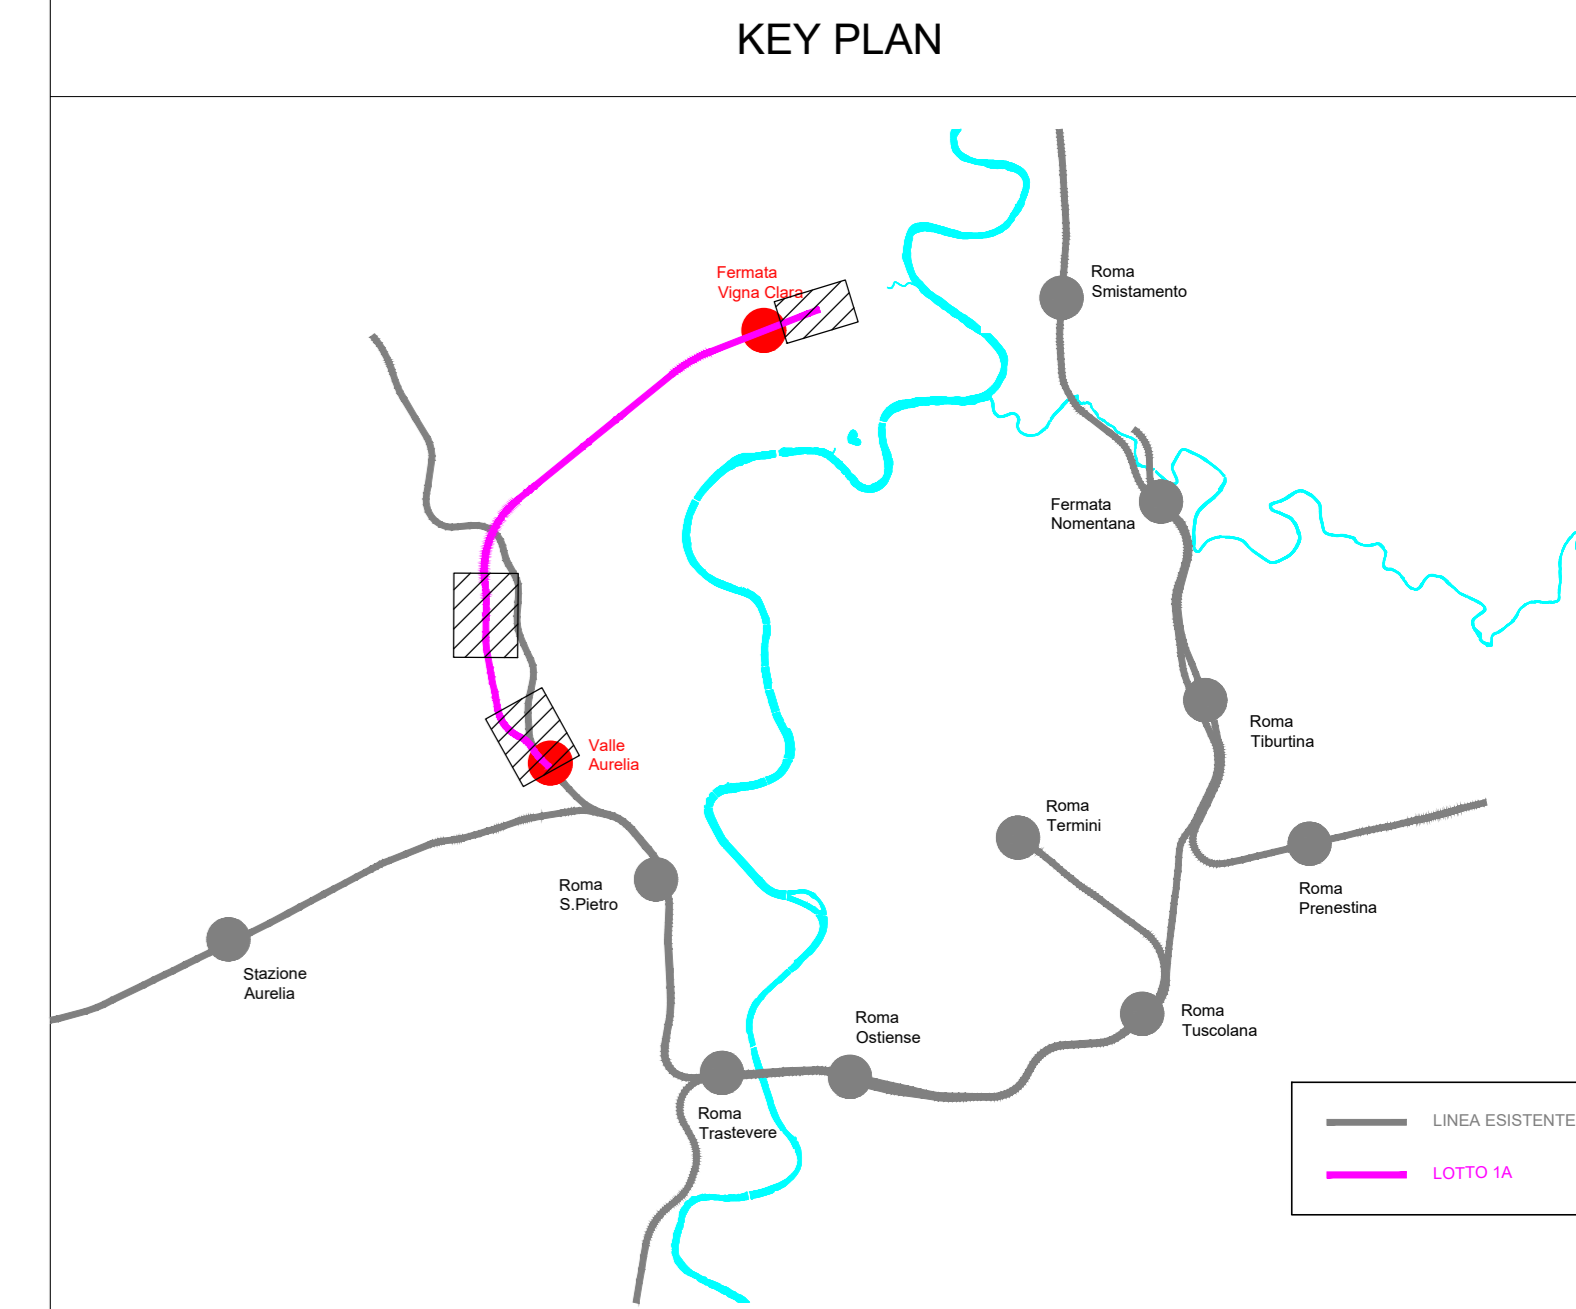 KEY PLAN
Fermata
Vigna Clara
Roma
Smistamento
Fermata
Nomentana
Valle
Aurelia
Roma
Tiburtina
Roma
Termini
Roma
S.Pietro
Roma
Prenestina
Stazione
Aurelia
Roma
Ostiense
Roma
Tuscolana
Roma
Trastevere
LINEA ESISTENTE
LOTTO 1A